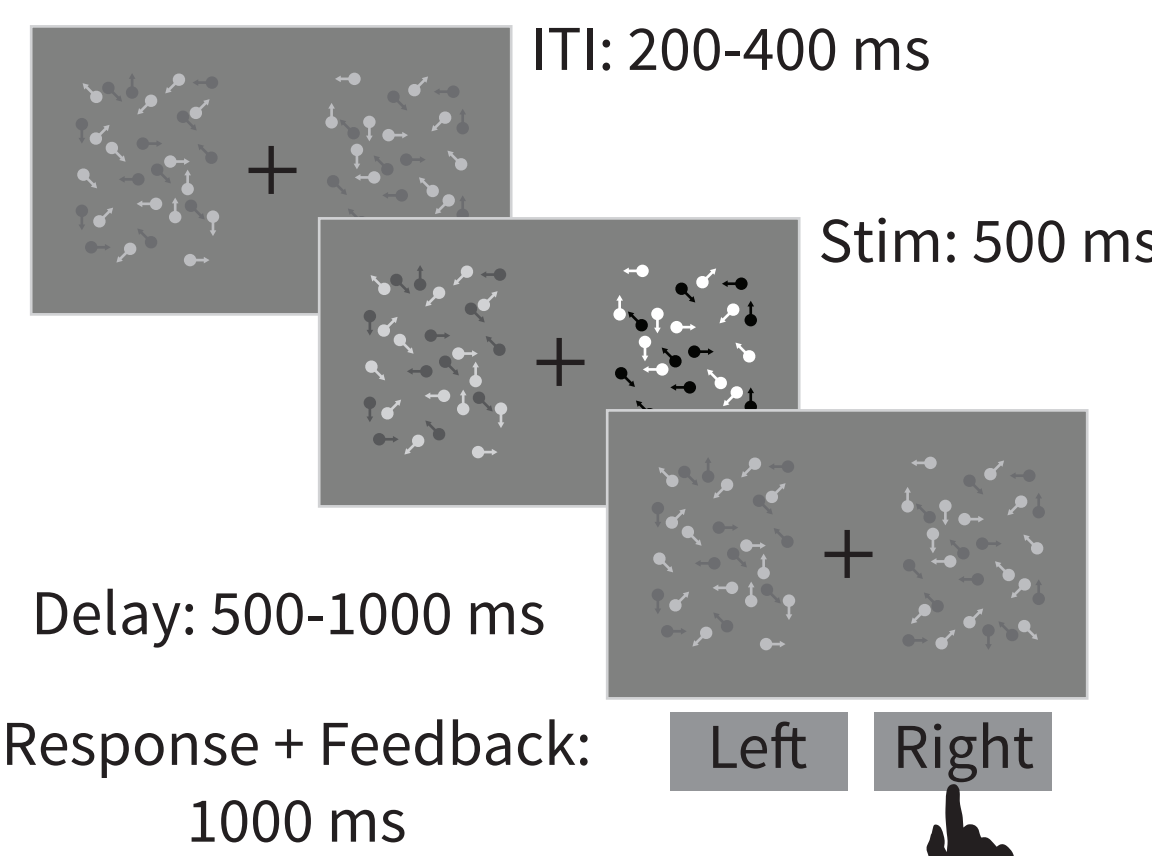 ITI: 200-400 ms
Stim: 500 ms
Delay: 500-1000 ms
Response + Feedback:
1000 ms
Left
Right